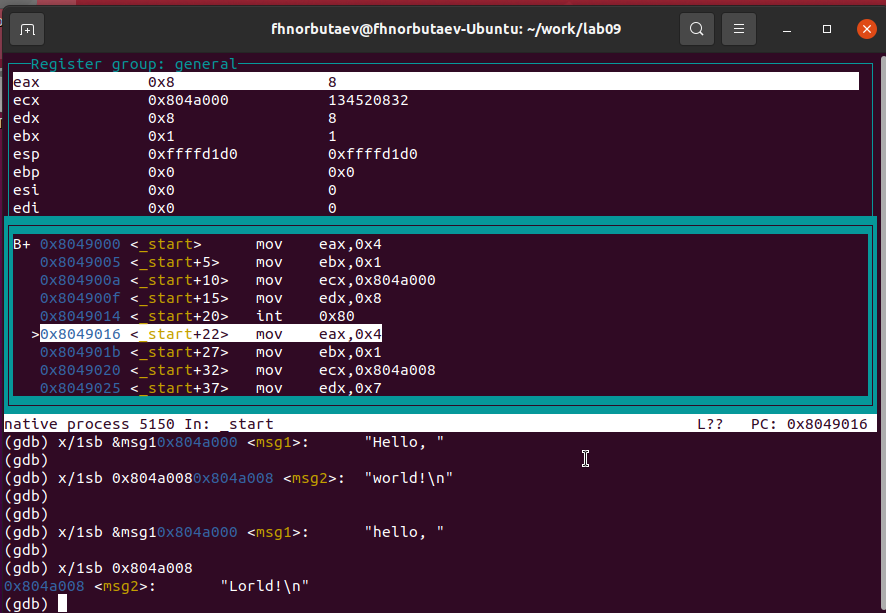 fhnorbutaev@fhnorbutaev-Ubuntu: ~/work/lab09
Register group: general
eax 0x8 8
ecx 0x804a000 134520832
edx 0x8 8
ebx 0x1 1
esp 0xffffd1d0 0xffffd1d0
ebp 0x0 0x0
esi 0x0 0
edi 0x0 0
B+ 0x8049000 <_start> mov eax,0x4
0x8049005 <_start+5> mov ebx,0x1
0x804900a <_start+10> mov ecx,0x804a000
0x804900f <_start+15> mov edx,0x8
0x8049014 <_start+20> int 0x80
>0x8049016 <_start+22> mov eax,0x4
0x804901b <_start+27> mov ebx,0x1
0x8049020 <_start+32> mov ecx,0x804a008
0x8049025 <_start+37> mov edx,0x7
native process 5150 In: _start L?? PC: 0x8049016
(gdb) x/1sb &msg10x804a000 <msg1>: "Hello, "
(gdb)
(gdb) x/1sb 0x804a0080x804a008 <msg2>: "world!\n"
(gdb)
(gdb)
(gdb) x/1sb &msg10x804a000 <msg1>: "hello, "
(gdb)
(gdb) x/1sb 0x804a008
0x804a008 <msg2>: "Lorld!\n"
(gdb)